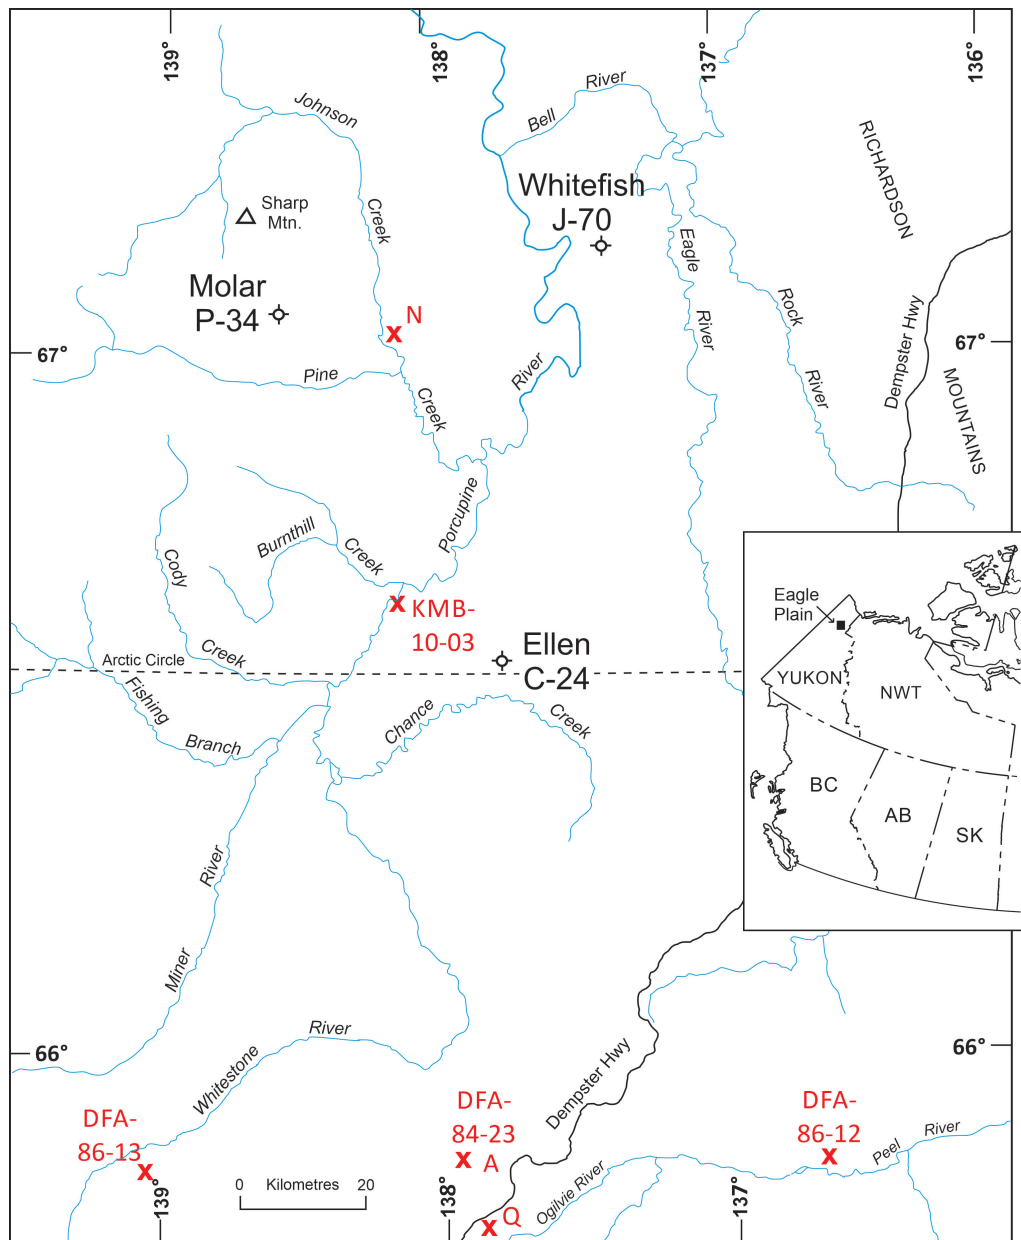 139°
138°
137°
136°
Johnson
Creek
Bell
River
RICHARDSON
Sharp
Mtn.
Whitefish
J-70
Eagle
River
Molar
P-34
N
Rock
River
Dempster Hwy
MOUNTAINS
67°
67°
Pine
Creek
River
Porcupine
Burnthill
Creek
Cody
Creek
KMB-
10-03
Ellen
C-24
Arctic Circle
Fishing
Branch
Chance
Creek
Eagle
Plain
YUKON
NWT
BC
AB
SK
River
Miner
River
Whitestone
66°
66°
Dempster Hwy
DFA-
86-13
DFA-
84-23
A
DFA-
86-12
Peel
River
Ogilvie River
Q
0 Kilometres 20
139°
138°
137°